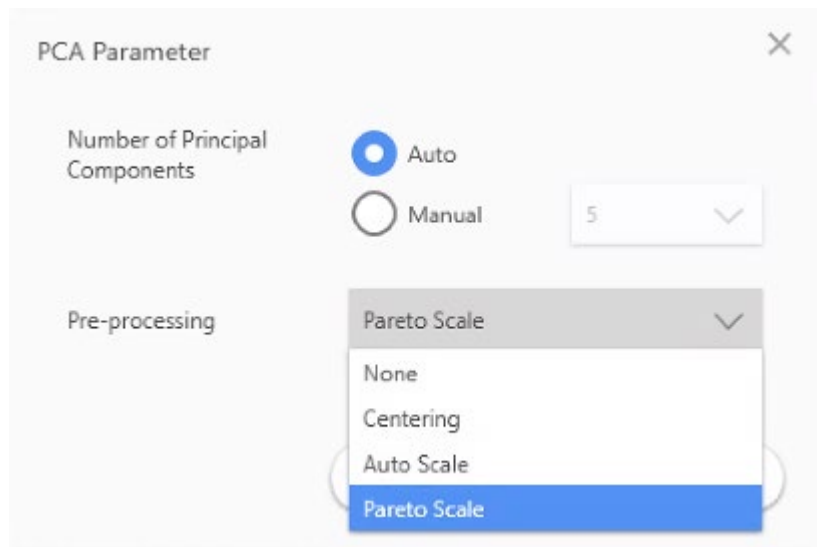 PCA Parameter
Number of Principal
Components
Auto
Manual
5
Pre-processing
Pareto Scale
None
Centering
Auto Scale
Pareto Scale